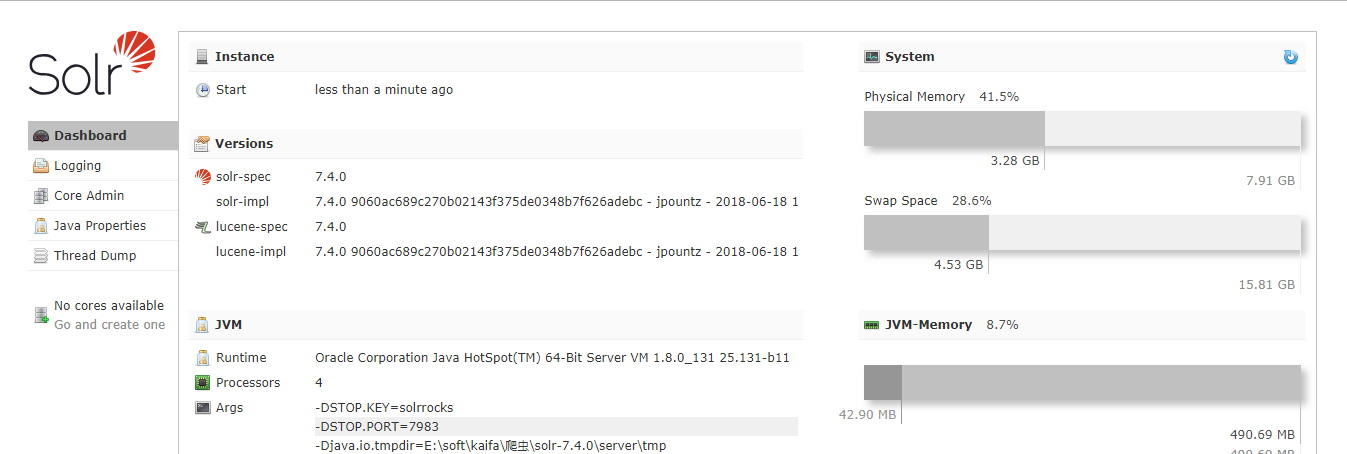 Solr
Dashboard
Logging
Core Admin
Java Properties
Thread Dump
No cores available
Go and create one
Instance
Start less than a minute ago
Versions
solr-spec 7.4.0
solr-impl 7.4.0 9060ac689c270b02143f375de0348b7f626adebc - jpountz - 2018-06-18 1
lucene-spec 7.4.0
lucene-impl 7.4.0 9060ac689c270b02143f375de0348b7f626adebc - jpountz - 2018-06-18 1
JVM
Runtime Oracle Corporation Java HotSpot(TM) 64-Bit Server VM 1.8.0_131 25.131-b11
Processors 4
Args -DSTOP.KEY=solrrocks
-DSTOP.PORT=7983
-Djava.io.tmpdir=E:\soft\kaifa\爬虫\solr-7.4.0\server\tmp
System
Physical Memory 41.5%
3.28 GB
7.91 GB
Swap Space 28.6%
4.53 GB
15.81 GB
JVM-Memory 8.7%
42.90 MB
490.69 MB
490.69 MB